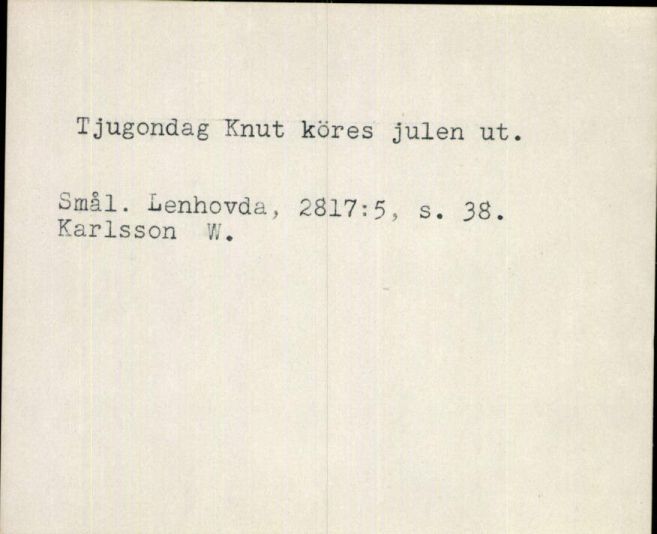 Tjugondag Knut köres julen ut.
Smål. Lenhovda, 2817:5, s. 38.
Karlsson W.